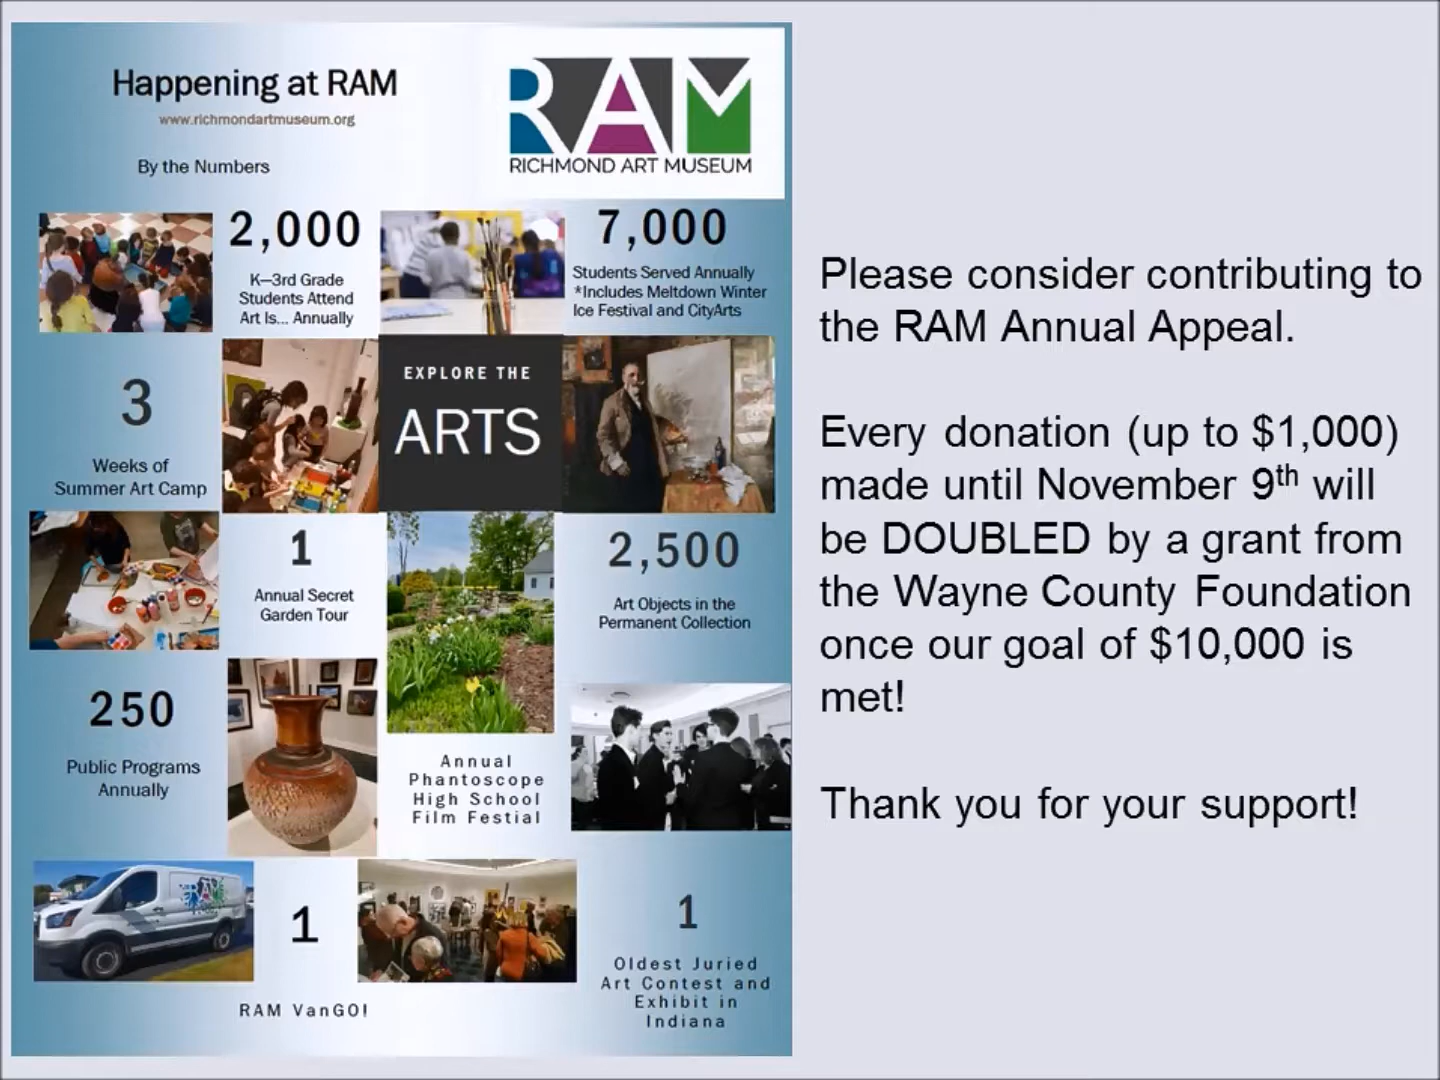 Happening at RAM
www.richmondartmuseum.org
By the Numbers
RAM
RICHMOND ART MUSEUM
2,000
K—3rd Grade
Students Attend
Art Is... Annually
7,000
Students Served Annually
*Includes Meltdown Winter
Ice Festival and CityArts
3
Weeks of
Summer Art Camp
EXPLORE THE
ARTS
1
Annual Secret
Garden Tour
2,500
Art Objects in the
Permanent Collection
250
Public Programs
Annually
Annual
Phantoscope
High School
Film Festial
RAM
1
RAM VanGO!
1
Oldest Juried
Art Contest and
Exhibit in
Indiana
Please consider contributing to
the RAM Annual Appeal.
Every donation (up to $1,000)
made until November 9th will
be DOUBLED by a grant from
the Wayne County Foundation
once our goal of $10,000 is
met!
Thank you for your support!